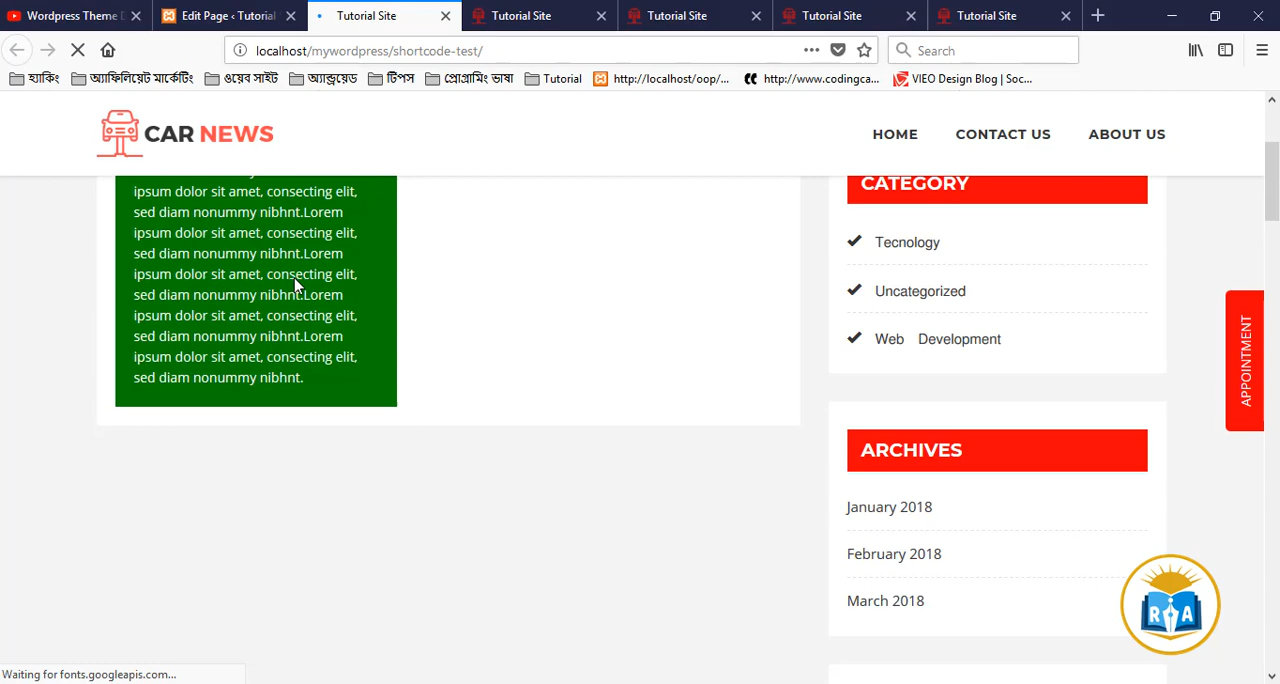 Wordpress Theme D
Edit Page ‹ Tutorial
Tutorial Site
Tutorial Site
Tutorial Site
Tutorial Site
Tutorial Site
localhost/mywordpress/shortcode-test/
Search
হ্যাকিং
অ্যাফিলিয়েট মার্কেটিং
ওয়েব সাইট
অ্যান্ড্রয়েড
টিপস
প্রোগ্রামিং ভাষা
Tutorial
http://localhost/oop/...
http://www.codingca...
VIEO Design Blog | Soc...
CAR NEWS
HOME
CONTACT US
ABOUT US
ipsum dolor sit amet, consecting elit,
sed diam nonummy nibhnt.Lorem
ipsum dolor sit amet, consecting elit,
sed diam nonummy nibhnt.Lorem
ipsum dolor sit amet, consecting elit,
sed diam nonummy nibhnt.Lorem
ipsum dolor sit amet, consecting elit,
sed diam nonummy nibhnt.Lorem
ipsum dolor sit amet, consecting elit,
sed diam nonummy nibhnt.
CATEGORY
Tecnology
Uncategorized
Web Development
APPOINTMENT
ARCHIVES
January 2018
February 2018
March 2018
R A
Waiting for fonts.googleapis.com...